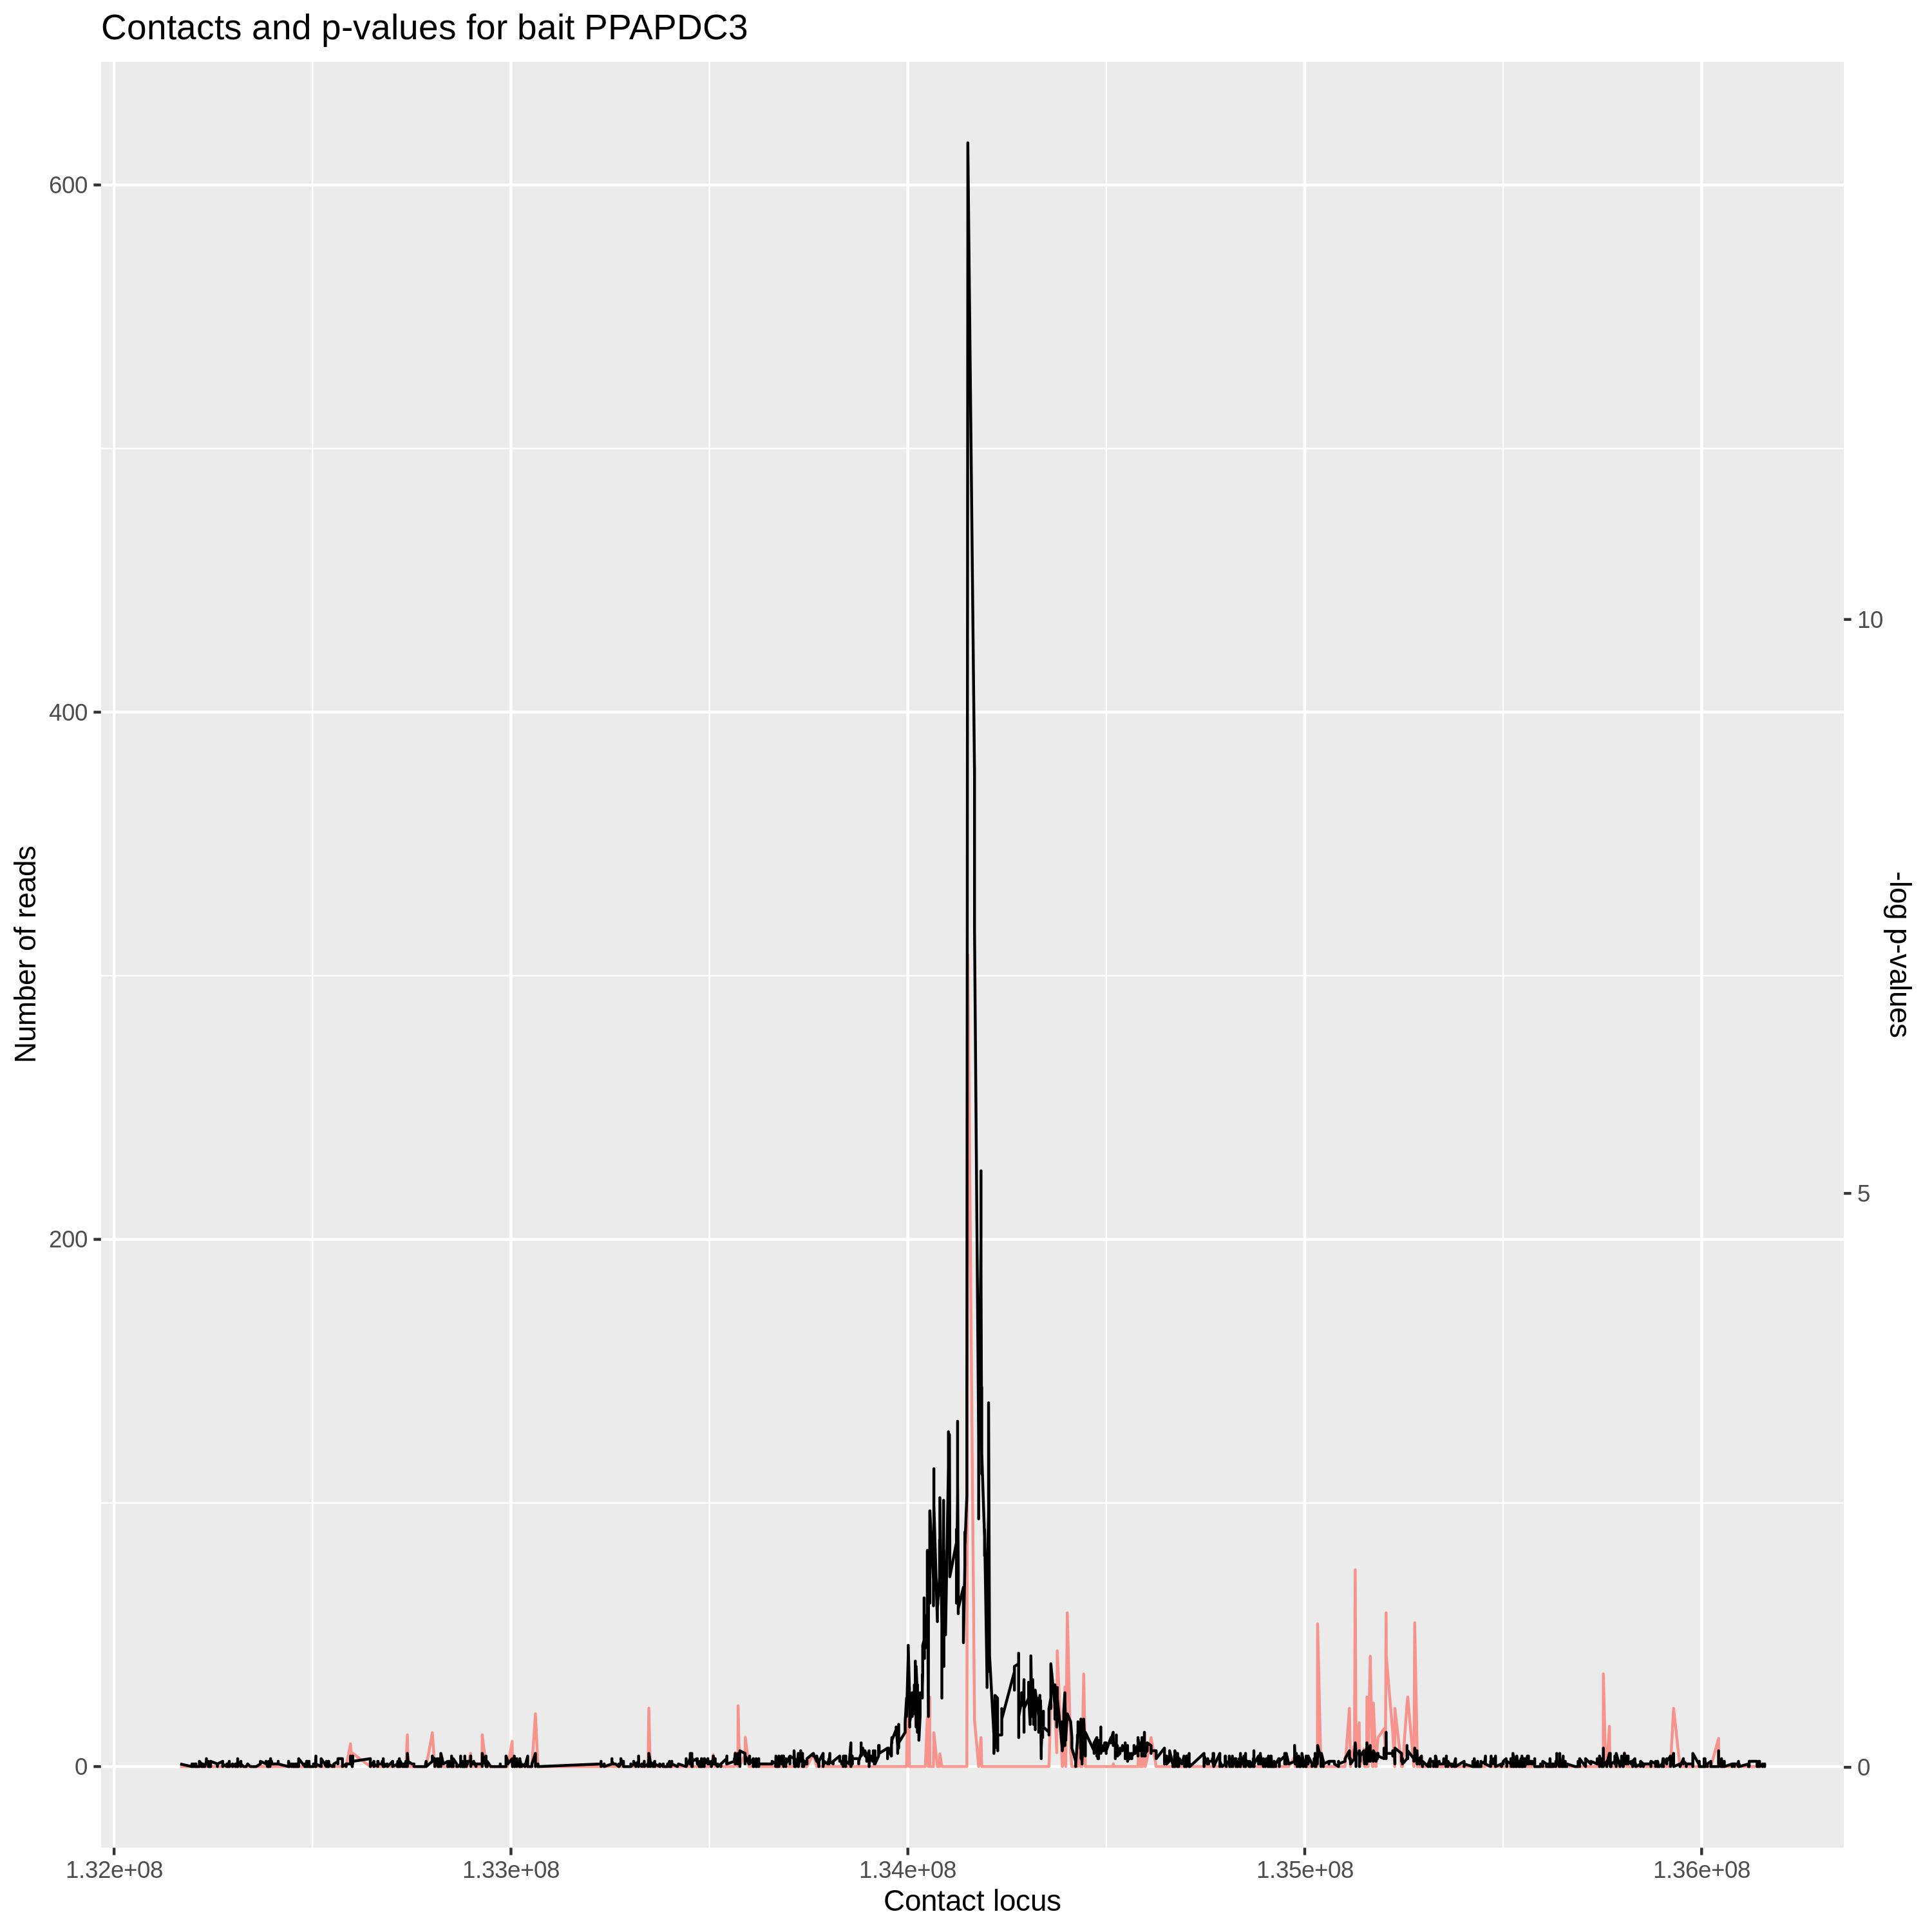 Contacts and p-values for bait PPAPDC3
600
400
200
0
Number of reads
10
5
0
-log p-values
1.32e+08
1.33e+08
1.34e+08
1.35e+08
1.36e+08
Contact locus